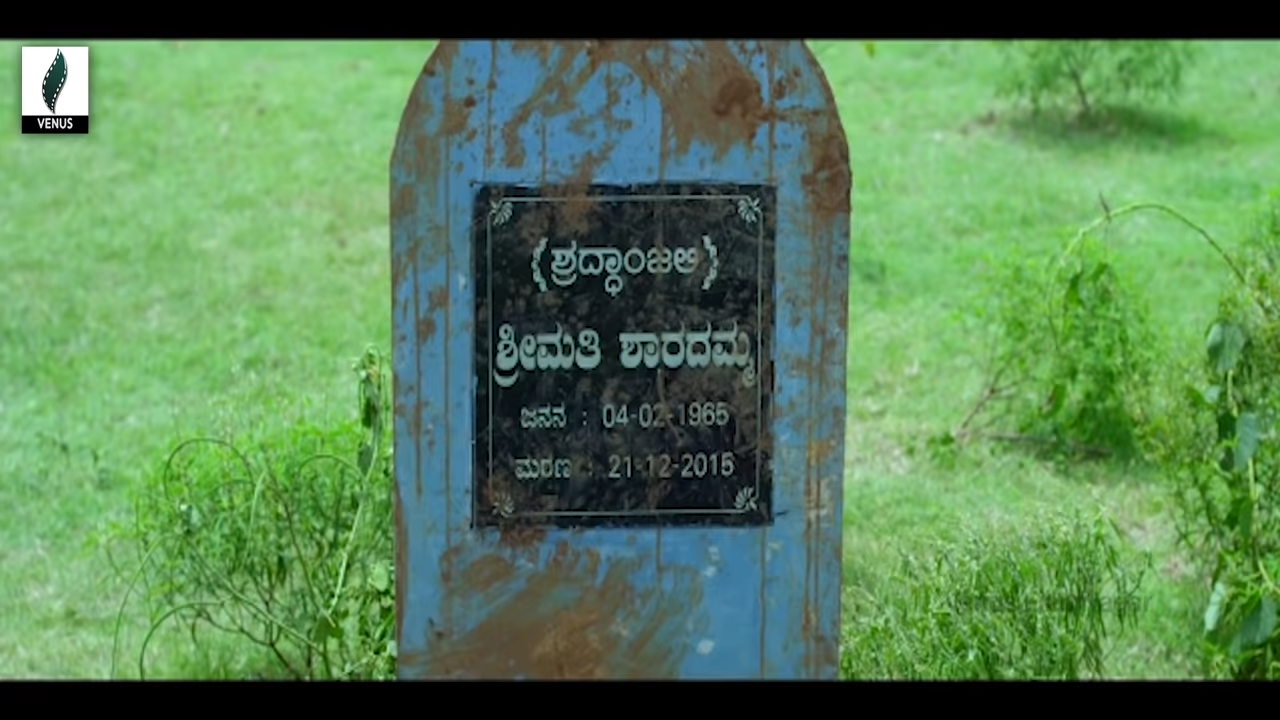 VENUS
(ಶ್ರದ್ಧಾಂಜಲಿ)
ಶ್ರೀಮತಿ ಶಾರದಮ್ಮ
ಜನನ : 04-02-1965
ಮರಣ : 21-12-2015